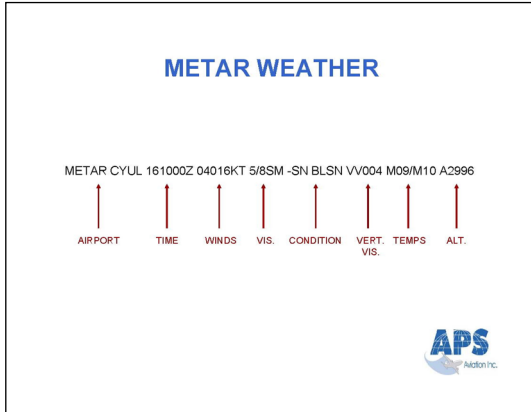 METAR WEATHER
METAR CYUL 161000Z 04016KT 5/8SM -SN BLSN VV004 M09/M10 A2996
AIRPORT TIME WINDS VIS. CONDITION VERT. VIS. TEMPS ALT.
APS
Aviation Inc.